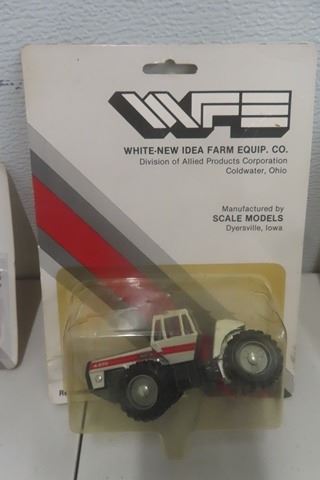 WFE
WHITE-NEW IDEA FARM EQUIP. CO.
Division of Allied Products Corporation
Coldwater, Ohio
Manufactured by
SCALE MODELS
Dyersville, Iowa